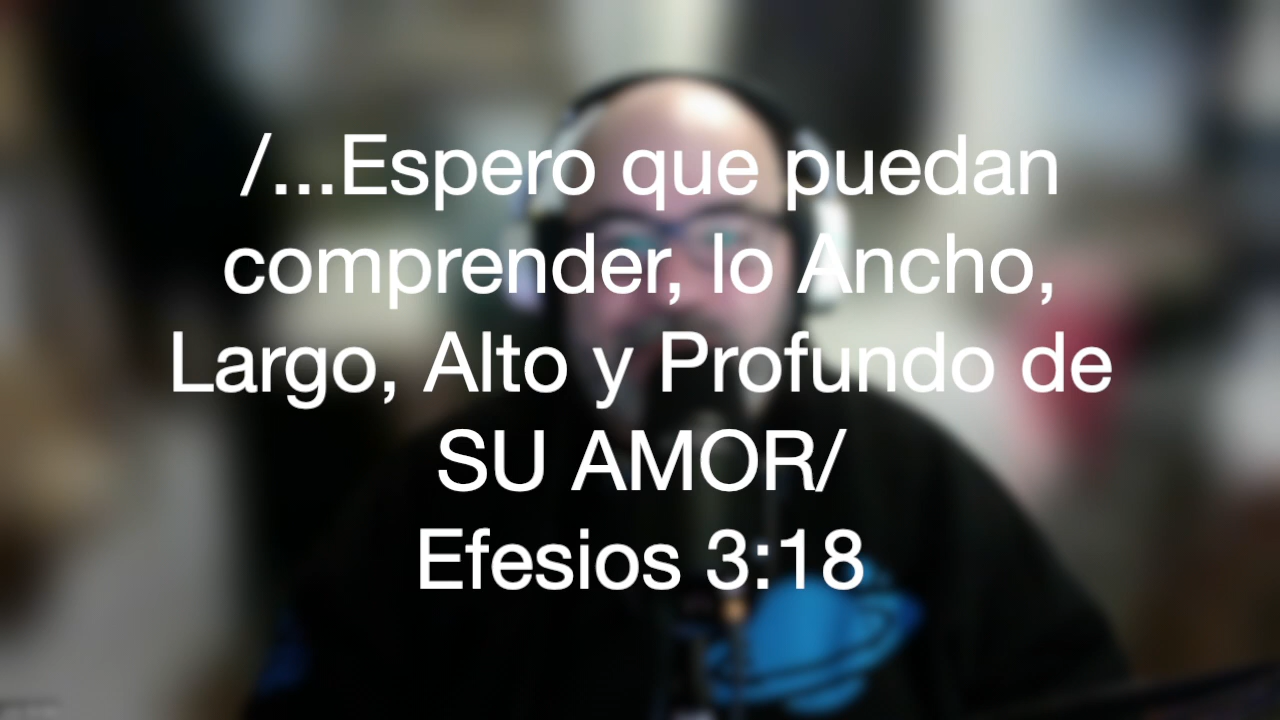 /...Espero que puedan
comprender, lo Ancho,
Largo, Alto y Profundo de
SU AMOR/
Efesios 3:18